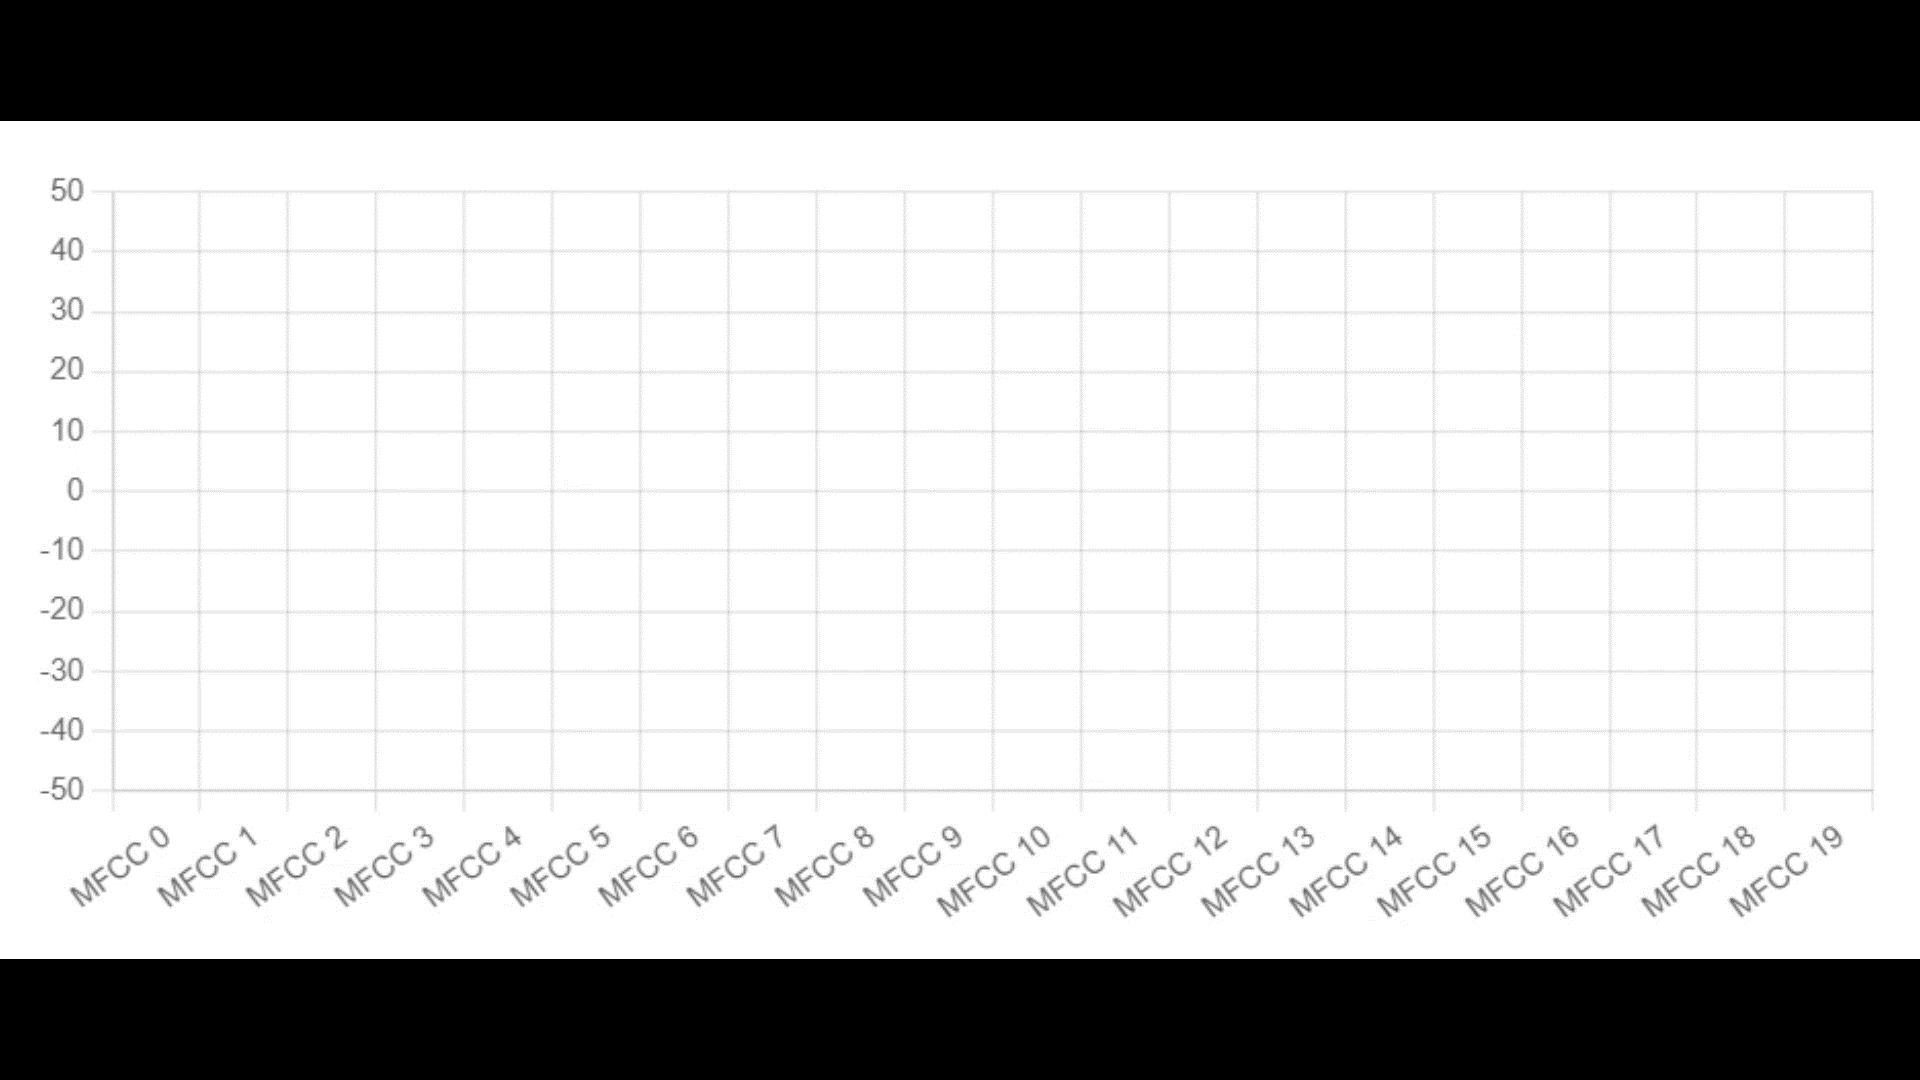 50
40
30
20
10
0
-10
-20
-30
-40
-50
MFCC 0
MFCC 1
MFCC 2
MFCC 3
MFCC 4
MFCC 5
MFCC 6
MFCC 7
MFCC 8
MFCC 9
MFCC 10
MFCC 11
MFCC 12
MFCC 13
MFCC 14
MFCC 15
MFCC 16
MFCC 17
MFCC 18
MFCC 19